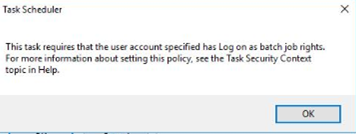 Task Scheduler
This task requires that the user account specified has Log on as batch job rights.
For more information about setting this policy, see the Task Security Context
topic in Help.
OK